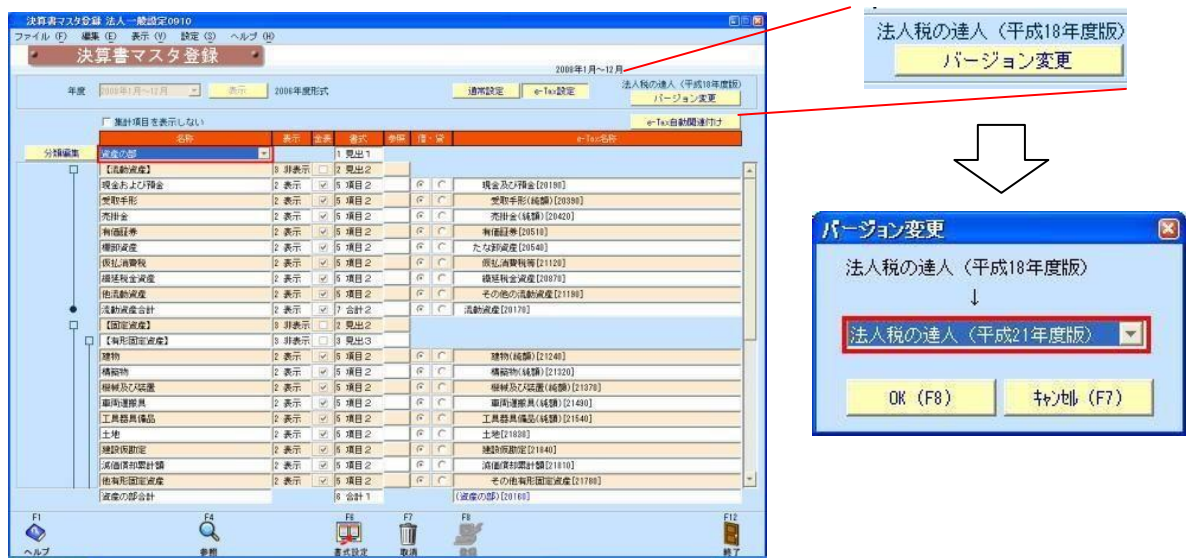 決算書マスタ登録 法人一般設定0910
ファイル (F) 編集 (E) 表示 (V) 設定 (S) ヘルプ (H)
決算書マスタ登録
2008年1月～12月
年度 2008年1月～12月 表示 2006年度形式 通常設定 e-Tax設定
法人税の達人 (平成18年度版)
バージョン変更
集計項目を表示しない e-Tax自動関連付け
名称 表示 金表 書式 参照 借・貸 e-Tax名称
分類編集 資産の部 1 見出1
【流動資産】 3 非表示 2 見出2
現金および預金 2 表示 5 項目2 現金及び預金[20190]
受取手形 2 表示 5 項目2 受取手形(純額)[20380]
売掛金 2 表示 5 項目2 売掛金(純額)[20420]
有価証券 2 表示 5 項目2 有価証券[20510]
棚卸資産 2 表示 5 項目2 たな卸資産[20540]
仮払消費税 2 表示 5 項目2 仮払消費税等[21120]
繰延税金資産 2 表示 5 項目2 繰延税金資産[20870]
他流動資産 2 表示 5 項目2 その他の流動資産[21190]
流動資産合計 2 表示 7 合計2 流動資産[20170]
【固定資産】 3 非表示 2 見出2
【有形固定資産】 3 非表示 3 見出3
建物 2 表示 5 項目2 建物(純額)[21240]
構築物 2 表示 5 項目2 構築物(純額)[21320]
機械及び装置 2 表示 5 項目2 機械及び装置(純額)[21370]
車両運搬具 2 表示 5 項目2 車両運搬具(純額)[21490]
工具器具備品 2 表示 5 項目2 工具器具備品(純額)[21540]
土地 2 表示 5 項目2 土地[21830]
建設仮勘定 2 表示 5 項目2 建設仮勘定[21840]
減価償却累計額 2 表示 5 項目2 減価償却累計額[21810]
他有形固定資産 2 表示 5 項目2 その他有形固定資産[21780]
資産の部合計 6 合計1 (資産の部)[20160]
F1 F4 F6 F7 F8 F12
ヘルプ 参照 書式設定 取消 登録 終了
法人税の達人 (平成18年度版)
バージョン変更
バージョン変更
法人税の達人 (平成18年度版)
↓
法人税の達人 (平成21年度版)
OK (F8) ｷｬﾝｾﾙ (F7)